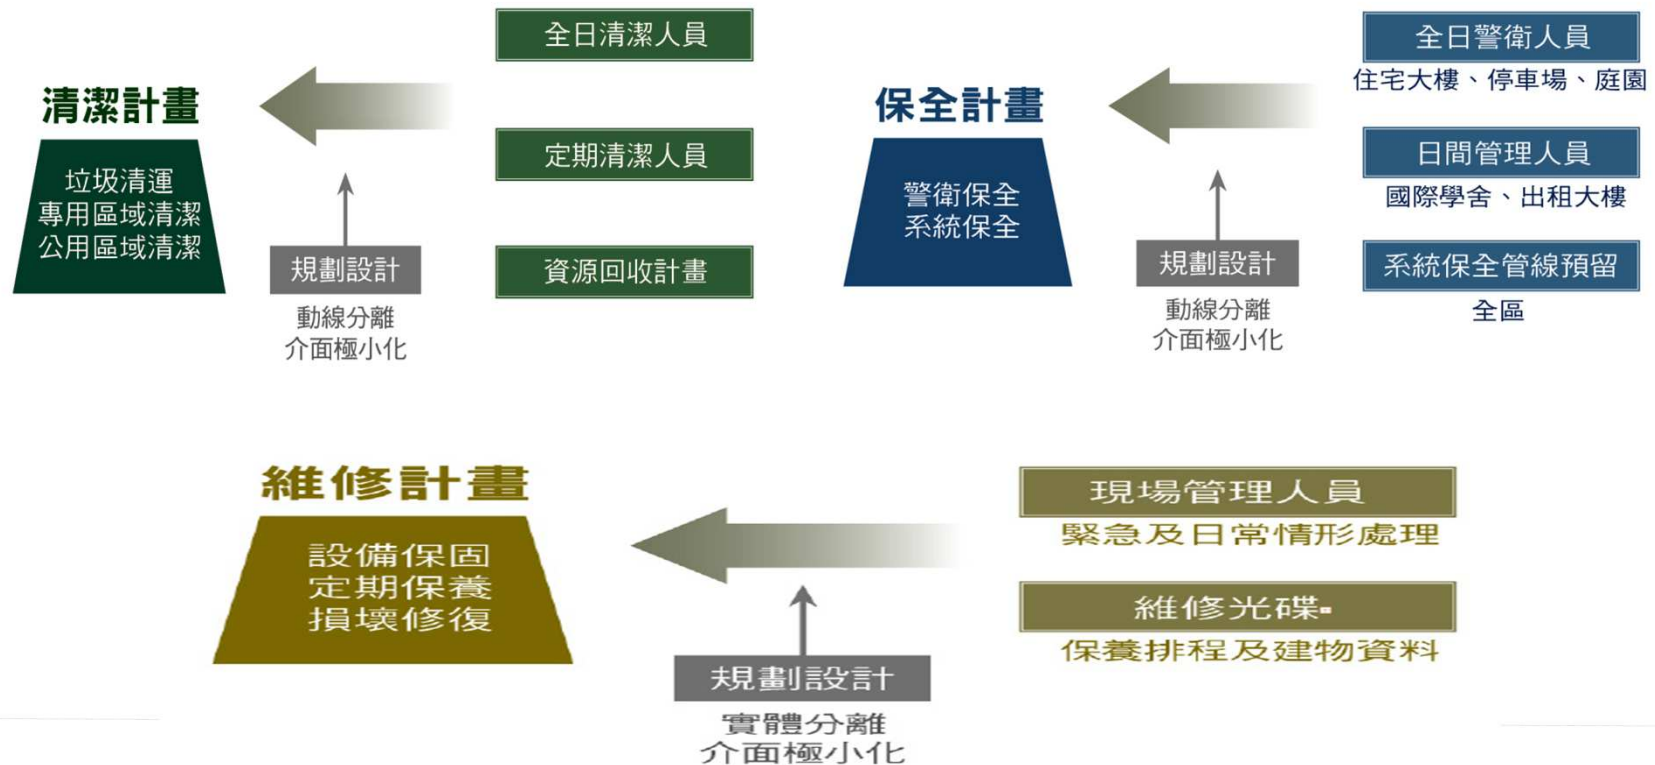 清潔計畫
垃圾清運
專用區域清潔
公用區域清潔
規劃設計
動線分離
介面極小化
全日清潔人員
定期清潔人員
資源回收計畫
保全計畫
警衛保全
系統保全
規劃設計
動線分離
介面極小化
全日警衛人員
住宅大樓、停車場、庭園
日間管理人員
國際學舍、出租大樓
系統保全管線預留
全區
維修計畫
設備保固
定期保養
損壞修復
規劃設計
實體分離
介面極小化
現場管理人員
緊急及日常情形處理
維修光碟
保養排程及建物資料